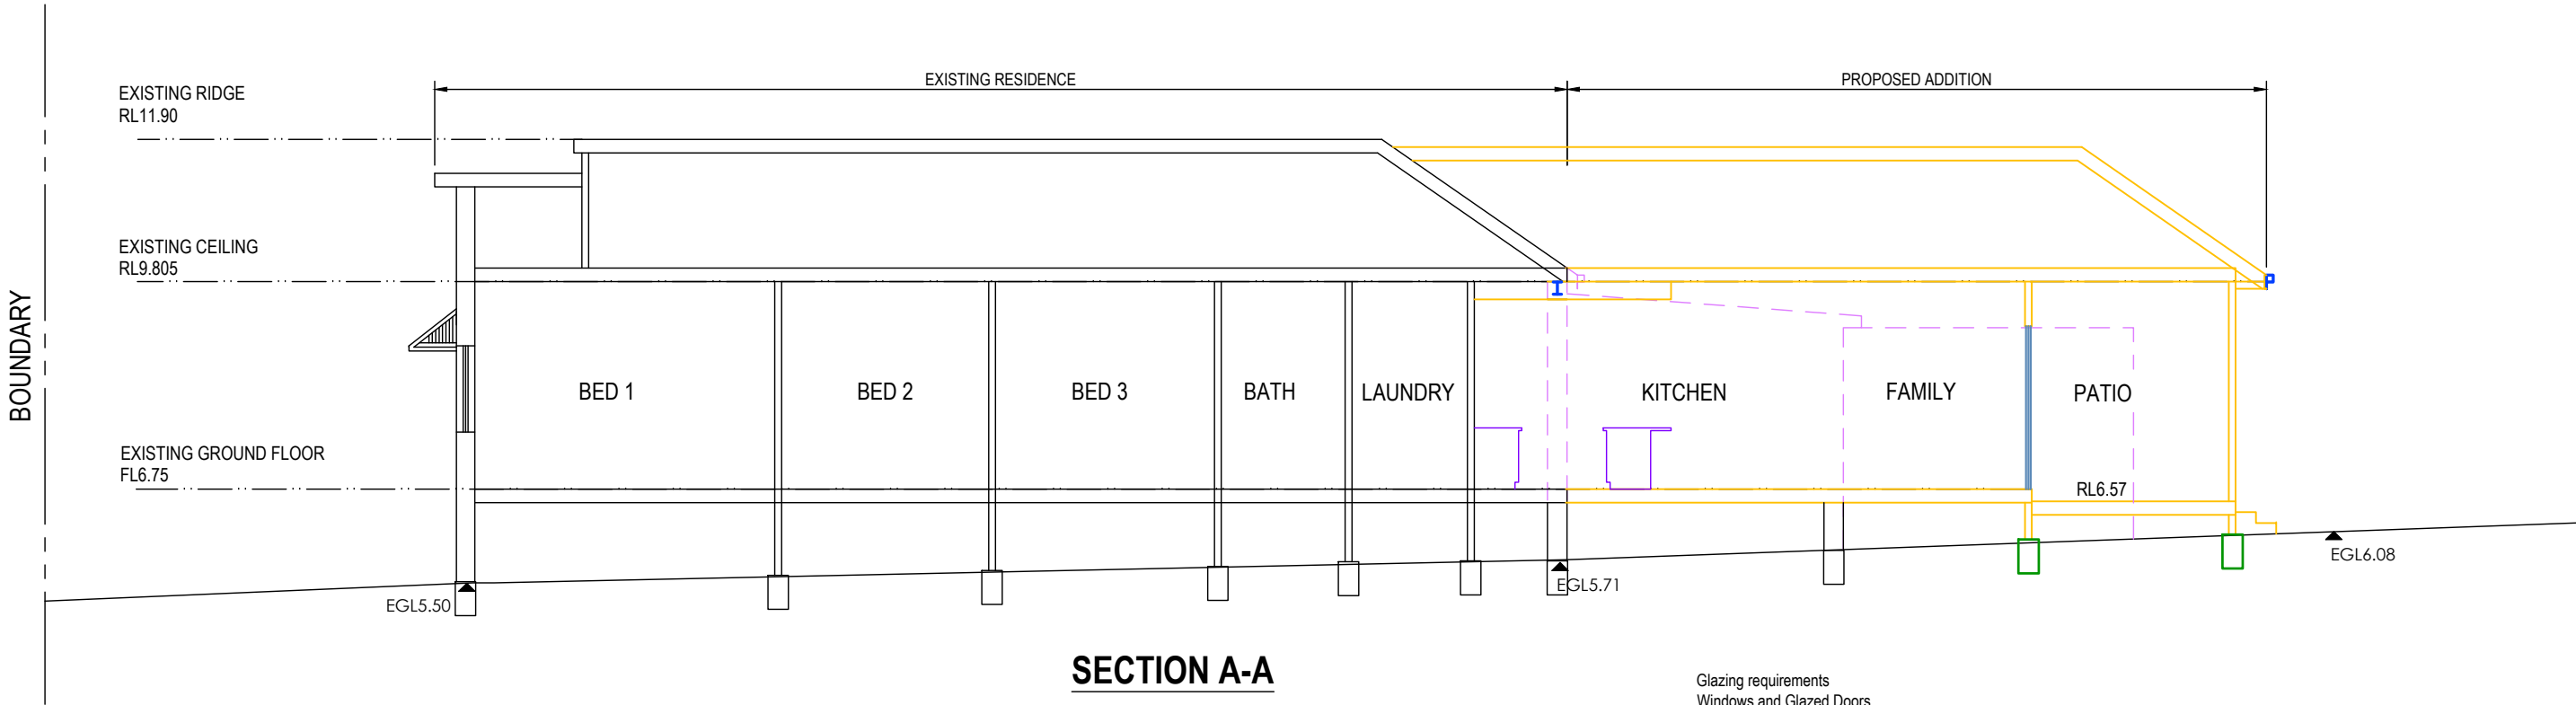 EXISTING RESIDENCE
PROPOSED ADDITION
EXISTING RIDGE
RL11.90
EXISTING CEILING
RL9.805
BOUNDARY
BED 1
BED 2
BED 3
BATH
LAUNDRY
KITCHEN
FAMILY
PATIO
EXISTING GROUND FLOOR
FL6.75
RL6.57
EGL5.50
EGL5.71
EGL6.08
SECTION A-A
Glazing requirements
Windows and Glazed Doors